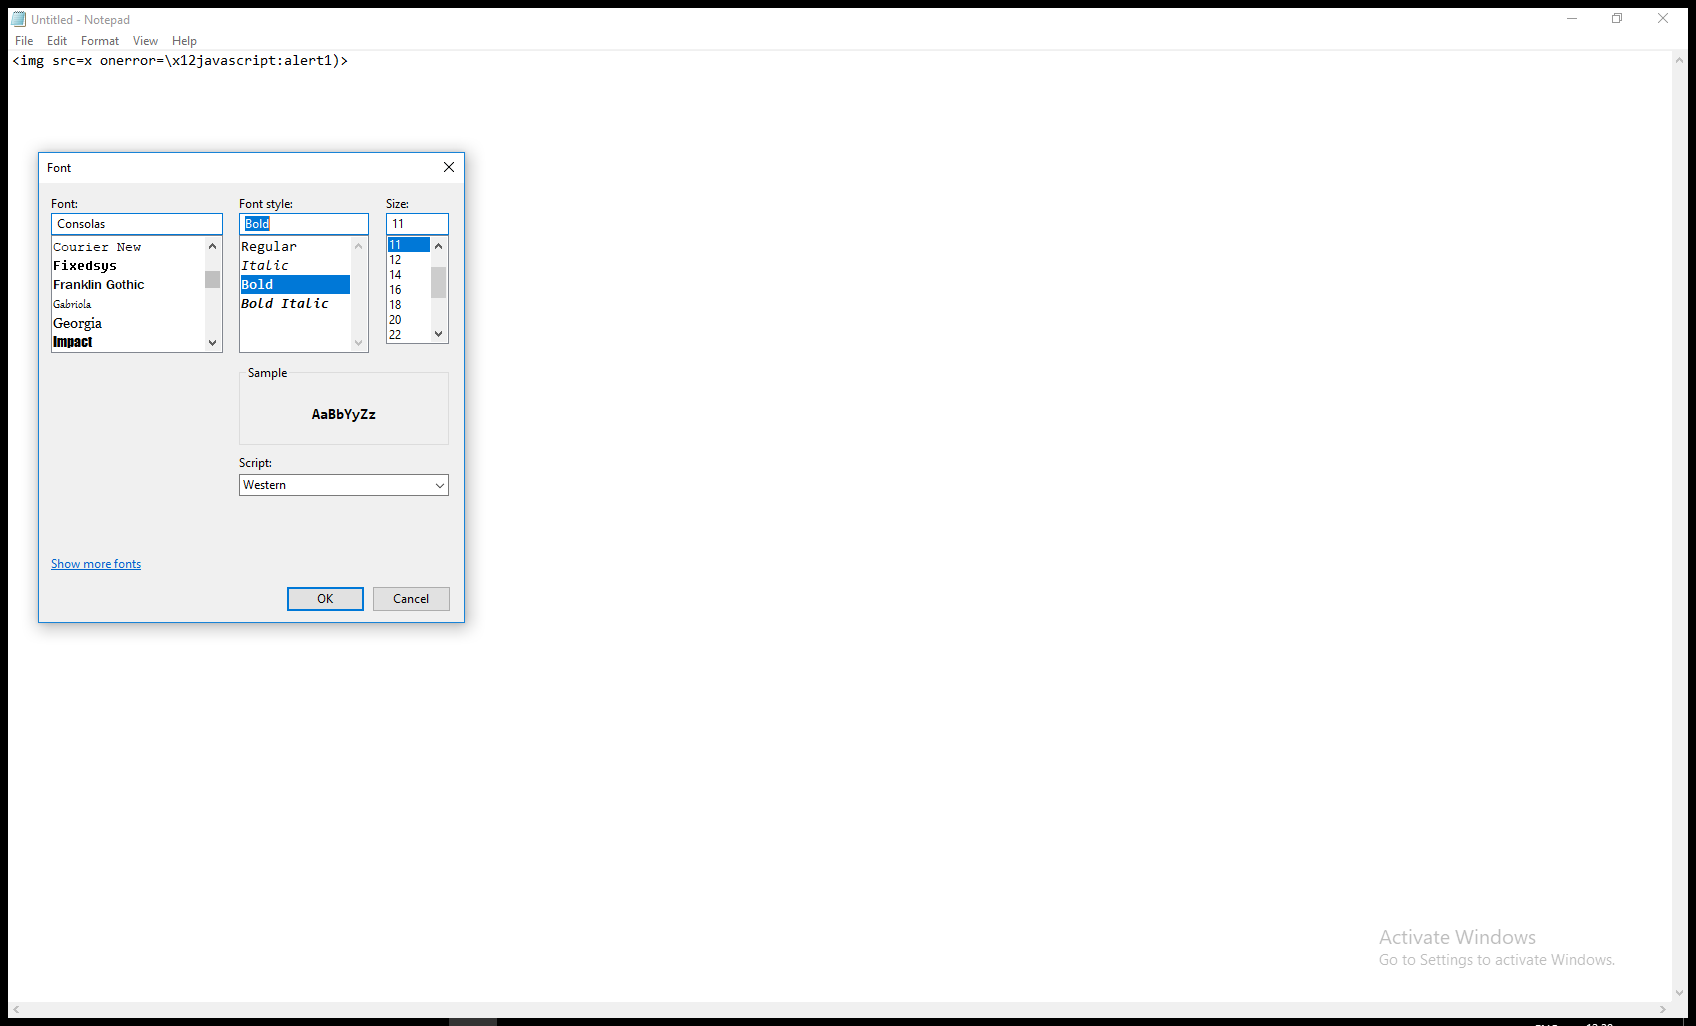 Untitled - Notepad
File Edit Format View Help
<img src=x onerror=\x12javascript:alert1)>
Font
Font: Font style: Size:
Consolas Bold 11
Courier New
Fixedsys
Franklin Gothic
Gabriola
Georgia
Impact
Regular
Italic
Bold
Bold Italic
11
12
14
16
18
20
22
Sample
AaBbYyZz
Script:
Western
Show more fonts
OK Cancel
Activate Windows
Go to Settings to activate Windows.